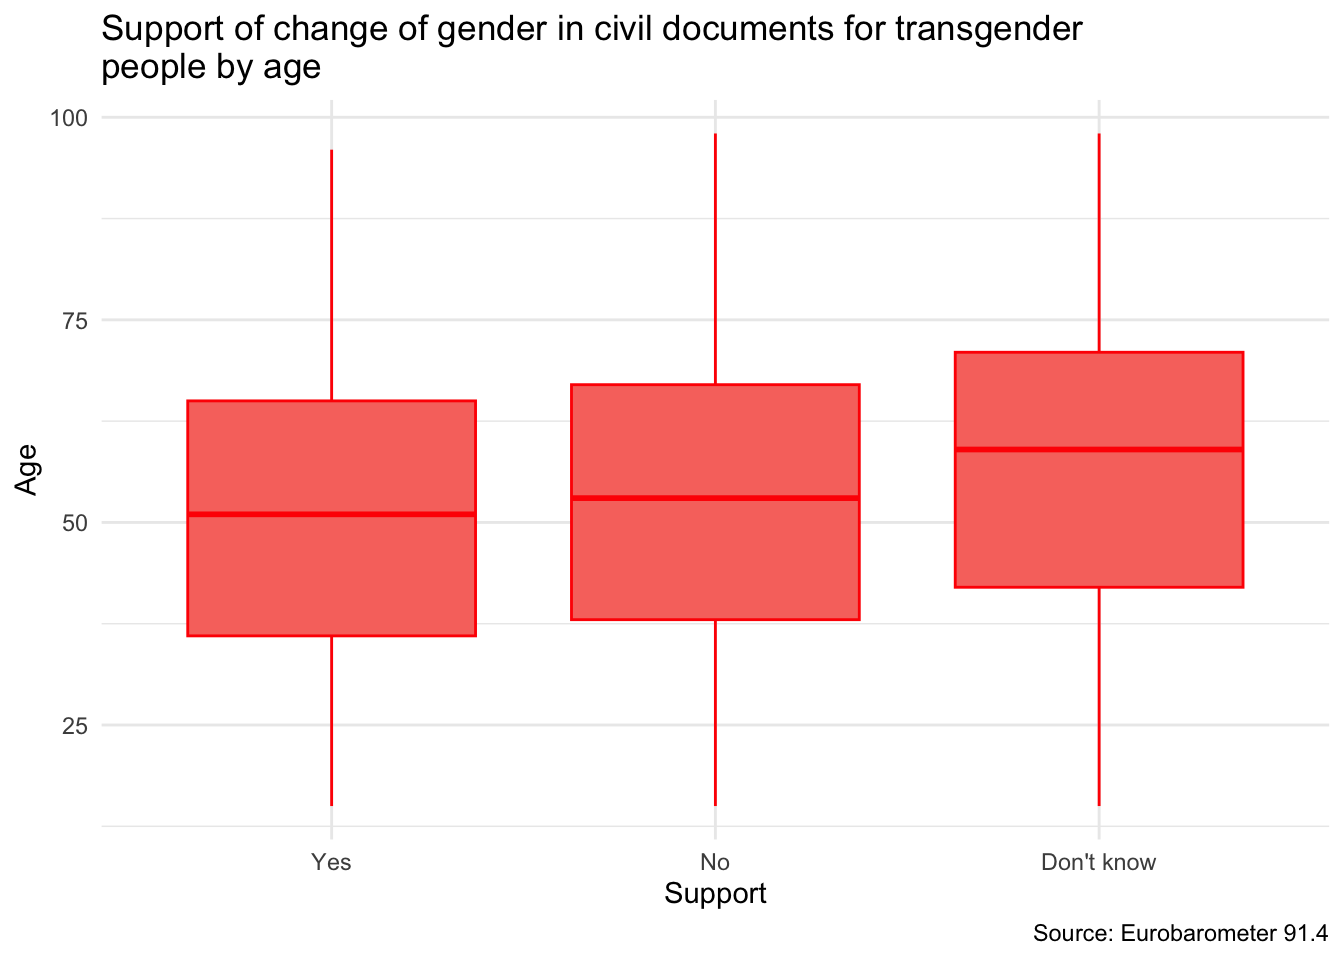 Support of change of gender in civil documents for transgender
people by age
100
75
50
25
Age
Yes
No
Don't know
Support
Source: Eurobarometer 91.4